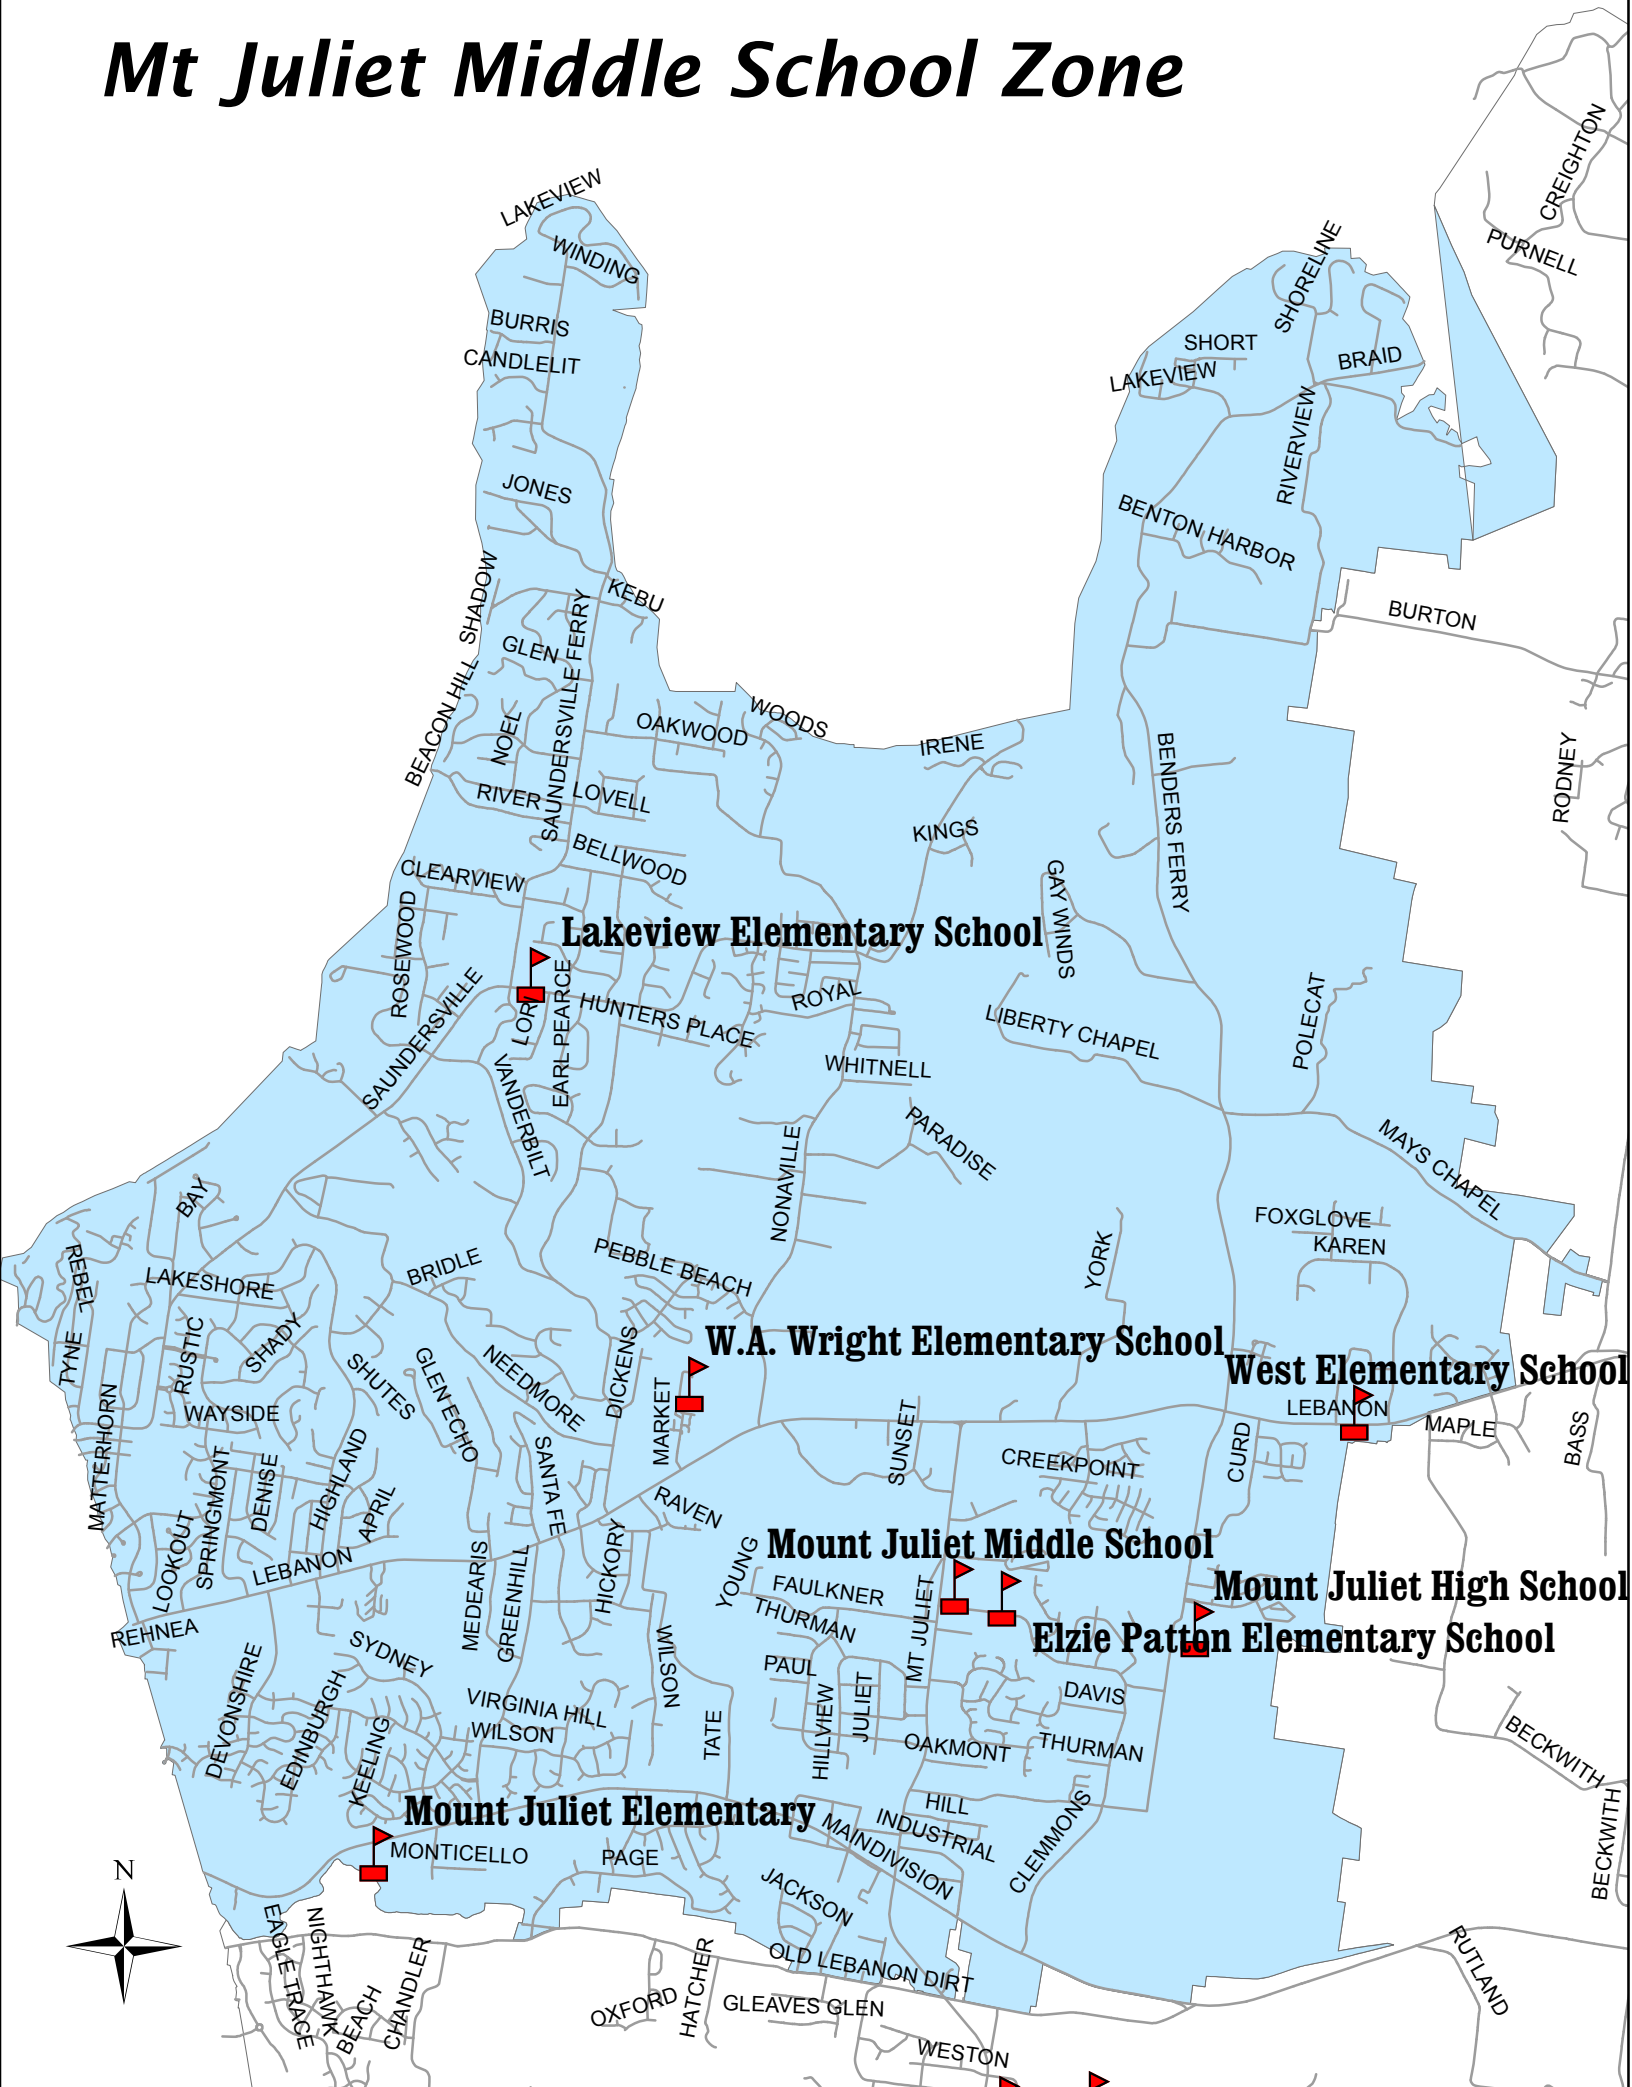 Mt Juliet Middle School Zone
CREIGHTON
LAKEVIEW
PURNELL
WINDING
SHORELINE
BURRIS
SHORT
CANDLELIT
BRAID
LAKEVIEW
RIVERVIEW
JONES
BENTON HARBOR
SHADOW
KEBU
BURTON
GLEN
SAUNDERSVILLE FERRY
BEACON HILL
NOEL
OAKWOOD
WOODS
IRENE
BENDERS FERRY
RODNEY
RIVER
LOVELL
KINGS
BELLWOOD
CLEARVIEW
GAY WINDS
ROSEWOOD
Lakeview Elementary School
SAUNDERSVILLE
LORI
EARL PEARCE
HUNTERS PLACE
ROYAL
LIBERTY CHAPEL
POLECAT
VANDERBILT
WHITNELL
PARADISE
NONAVILLE
MAYS CHAPEL
BAY
FOXGLOVE
KAREN
YORK
REBEL
LAKESHORE
BRIDLE
PEBBLE BEACH
TYNE
RUSTIC
SHADY
SHUTES
GLEN ECHO
NEEDMORE
DICKENS
W.A. Wright Elementary School
West Elementary School
MARKET
LEBANON
MATTERHORN
WAYSIDE
SUNSET
MAPLE
BASS
CURD
SPRINGMONT
DENISE
HIGHLAND
APRIL
SANTA FE
CREEKPOINT
RAVEN
LOOKOUT
LEBANON
MEDEARIS
GREENHILL
HICKORY
YOUNG
Mount Juliet Middle School
FAULKNER
THURMAN
MT JULIET
Mount Juliet High School
Elzie Patton Elementary School
REHNEA
SYDNEY
WILSON
PAUL
DEVONSHIRE
EDINBURGH
KEELING
VIRGINIA HILL
WILSON
TATE
HILLVIEW
JULIET
DAVIS
OAKMONT
THURMAN
BECKWITH
HILL
CLEMMONS
Mount Juliet Elementary
MAINDIVISION
INDUSTRIAL
BECKWITH
MONTICELLO
PAGE
N
JACKSON
EAGLE TRACE
NIGHTHAWK
BEACH
CHANDLER
OXFORD
HATCHER
OLD LEBANON DIRT
GLEAVES GLEN
RUTLAND
WESTON